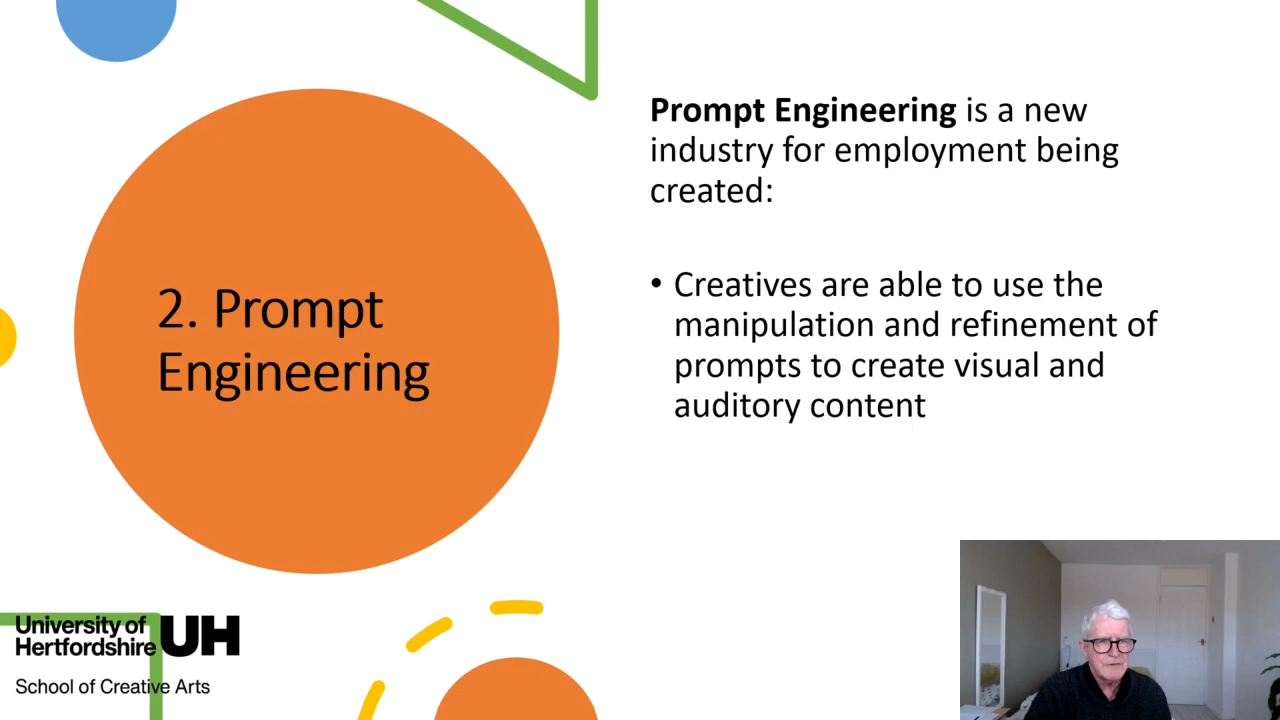 2. Prompt
Engineering
Prompt Engineering is a new
industry for employment being
created:
• Creatives are able to use the
manipulation and refinement of
prompts to create visual and
auditory content
University of
Hertfordshire UH
School of Creative Arts